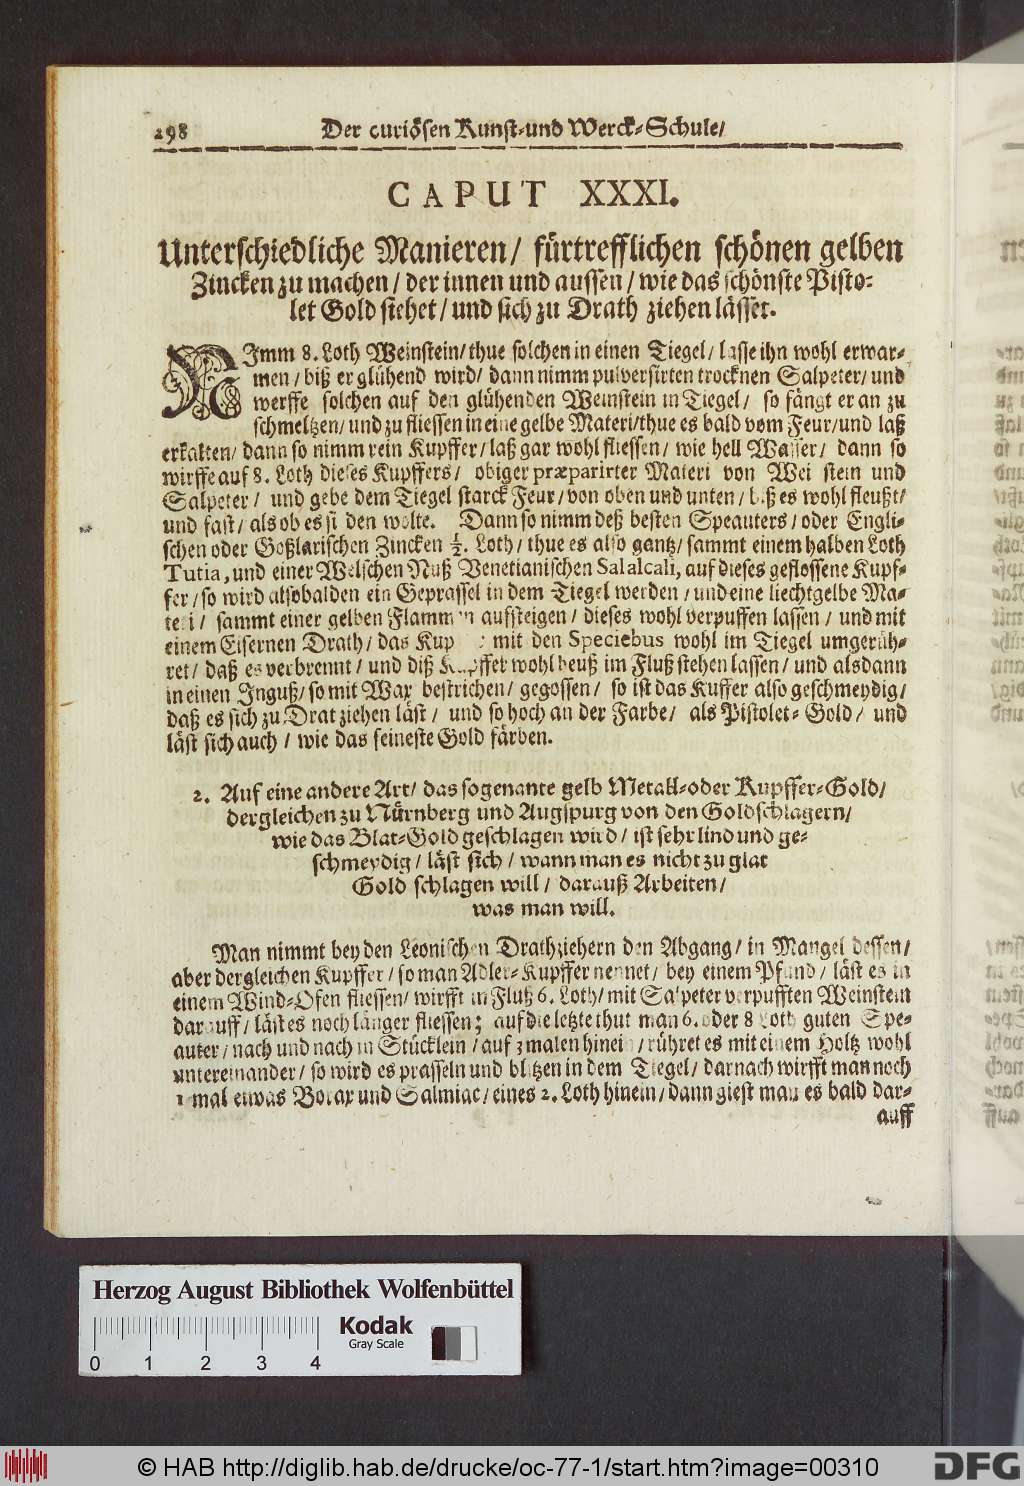 298 Der curiösen Kunst-und Werck-Schule/
CAPUT XXXI.
Unterschiedliche Manieren/ fürtrefflichen schönen gelben
Zincken zu machen/ der innen und aussen/ wie das schönste Pisto-
let Gold siehet/ und sich zu Drath ziehen lässet.
NImm 8. Loth Weinstein/ thue solchen in einen Tiegel/ lasse ihn wohl erwar-
men/ biß er glühend wird/ dann nimm pulversirten trocknen Salpeter/ und
werffe solchen auf den glühenden Weinstein in Tiegel/ so fängt er an zu
schmeltzen/ und zu fliessen in eine gelbe Materi/ thue es bald vom Feur/ und laß
erkalten/ dann so nimm rein Kupffer/ laß gar wohl fliessen/ wie hell Wasser/ dann so
wirffe auf 8. Loth dieses Kupffers/ obiger præparirter Materi von Wei stein und
Salpeter/ und gebe dem Tiegel starck Feur/ von oben und unten/ biß es wohl fleußt/
und fast/ als ob es si den wolte. Dann so nimm deß besten Speauters/ oder Engli-
schen oder Goßlarischen Zincken ½. Loth/ thue es also gantz/ sammt einem halben Loth
Tutia, und einer Welschen Nuß Venetianischen Salalcali, auf dieses geflossene Kupf-
fer/ so wird alsobalden ein Geprassel in dem Tiegel werden/ und eine liechtgelbe Ma-
teri/ sammt einer gelben Flammen aufsteigen/ dieses wohl verpuffen lassen/ und mit
einem Eisernen Drath/ das Kup mit den Speciebus wohl im Tiegel umgerüh-
ret/ daß es verbrennt/ und diß Kupffer wohl heuß im Fluß stehen lassen/ und alsdann
in einen Inguß/ so mit Wax bestrichen/ gegossen/ so ist das Kuffer also geschmeydig/
daß es sich zu Drat ziehen läst/ und so hoch an der Farbe/ als Pistolet-Gold/ und
läst sich auch/ wie das feineste Gold färben.
2. Auf eine andere Art/ das sogenante gelb Metall-oder Kupffer-Gold/
dergleichen zu Nürnberg und Augspurg von den Goldschlagern/
wie das Blat-Gold geschlagen wird/ ist sehr lind und ge-
schmeydig/ läst sich/ wann man es nicht zu glat
Gold schlagen will/ darauß Arbeiten/
was man will.
Man nimmt bey den Leonischen Drathziehern den Abgang/ in Mangel dessen/
aber dergleichen Kupffer/ so man Adler-Kupffer nennet/ bey einem Pfund/ läst es in
einem Wind-Ofen fliessen/ wirfft in Fluß 6. Loth/ mit Salpeter verpufften Weinstein
darauff/ läst es noch länger fliessen; auf die letzte thut man 6. oder 8 Loth guten Spe-
auter/ nach und nach in Stücklein/ auf 3 malen hinein/ rühret es mit einem Holtz wohl
untereinander/ so wird es prasseln und blitzen in dem Tiegel/ darnach wirfft man noch
1 mal etwas Borax und Salmiac/ eines 2. Loth hinein/ dann giest man es bald dar-
auff
Herzog August Bibliothek Wolfenbüttel
Kodak
Gray Scale
0 1 2 3 4
© HAB http://diglib.hab.de/drucke/oc-77-1/start.htm?image=00310
DFG